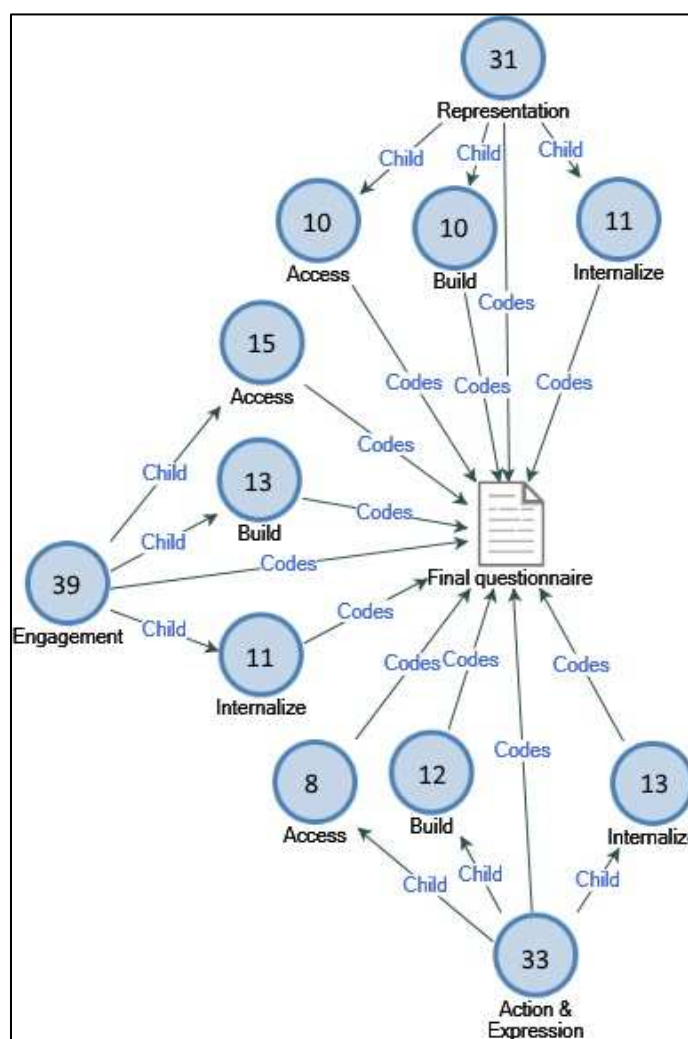 31
Representation
Child
Child
Child
10
Access
10
Build
11
Internalize
Codes
Codes
Codes
Codes
15
Access
Codes
13
Build
Child
Codes
Child
Codes
39
Engagement
Child
11
Internalize
Codes
Final questionnaire
Codes
Codes
Codes
Codes
8
Access
12
Build
13
Internalize
Child
Child
Child
33
Action &
Expression